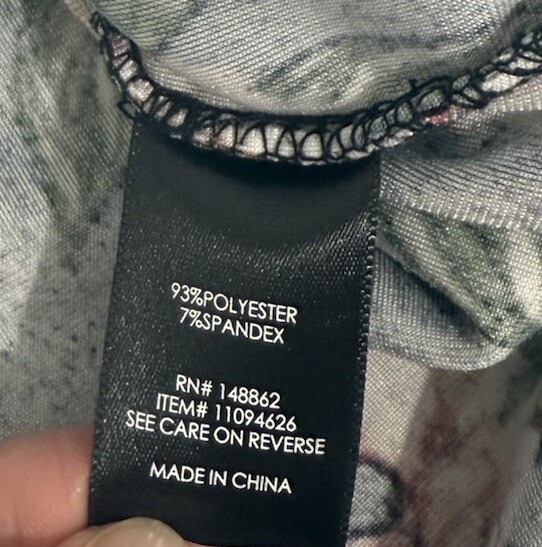 93%POLYESTER
7%SPANDEX
RN# 148862
ITEM# 11094626
SEE CARE ON REVERSE
MADE IN CHINA